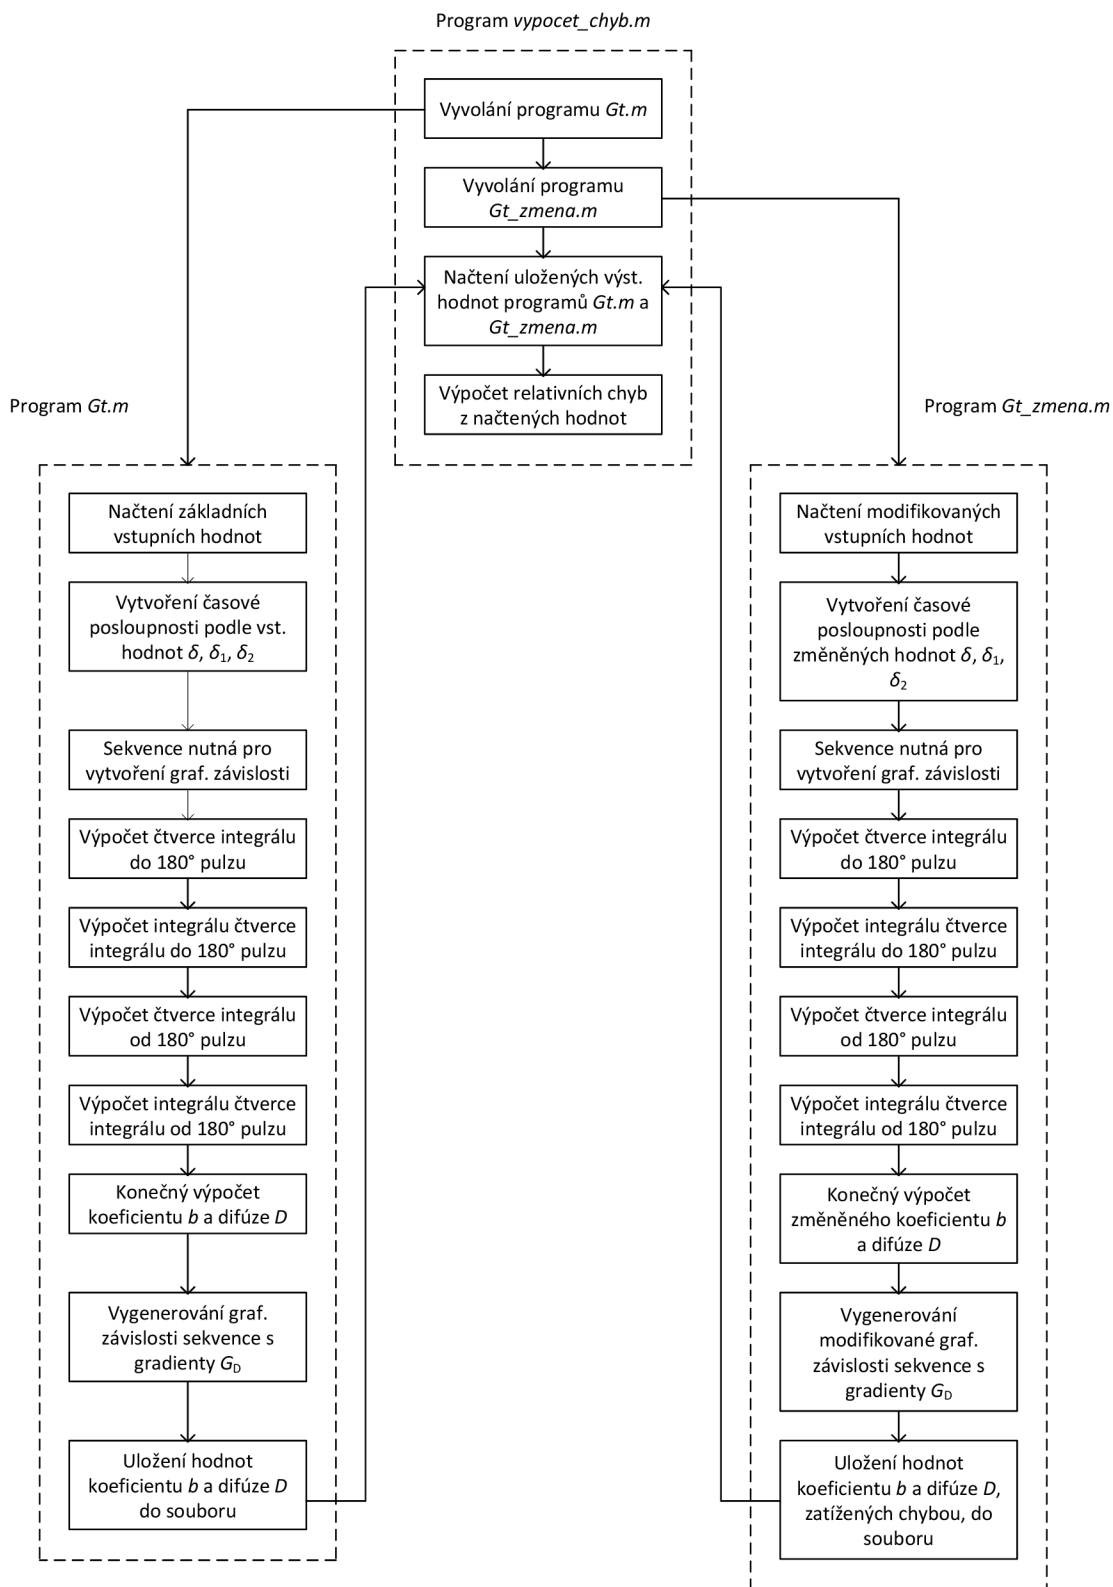 Program vypocet_chyb.m
Vyvolání programu Gt.m
Vyvolání programu
Gt_zmena.m
Načtení uložených výst.
hodnot programů Gt.m a
Gt_zmena.m
Výpočet relativních chyb
z načtených hodnot
Program Gt.m
Načtení základních
vstupních hodnot
Vytvoření časové
posloupnosti podle vst.
hodnot δ, δ₁, δ₂
Sekvence nutná pro
vytvoření graf. závislosti
Výpočet čtverce integrálu
do 180° pulzu
Výpočet integrálu čtverce
integrálu do 180° pulzu
Výpočet čtverce integrálu
od 180° pulzu
Výpočet integrálu čtverce
integrálu od 180° pulzu
Konečný výpočet
koeficientu b a difúze D
Vygenerování graf.
závislosti sekvence s
gradienty G_D
Uložení hodnot
koeficientu b a difúze D
do souboru
Program Gt_zmena.m
Načtení modifikovaných
vstupních hodnot
Vytvoření časové
posloupnosti podle
změněných hodnot δ, δ₁,
δ₂
Sekvence nutná pro
vytvoření graf. závislosti
Výpočet čtverce integrálu
do 180° pulzu
Výpočet integrálu čtverce
integrálu do 180° pulzu
Výpočet čtverce integrálu
od 180° pulzu
Výpočet integrálu čtverce
integrálu od 180° pulzu
Konečný výpočet
změněného koeficientu b
a difúze D
Vygenerování
modifikované graf.
závislosti sekvence s
gradienty G_D
Uložení hodnot
koeficientu b a difúze D,
zatížených chybou, do
souboru